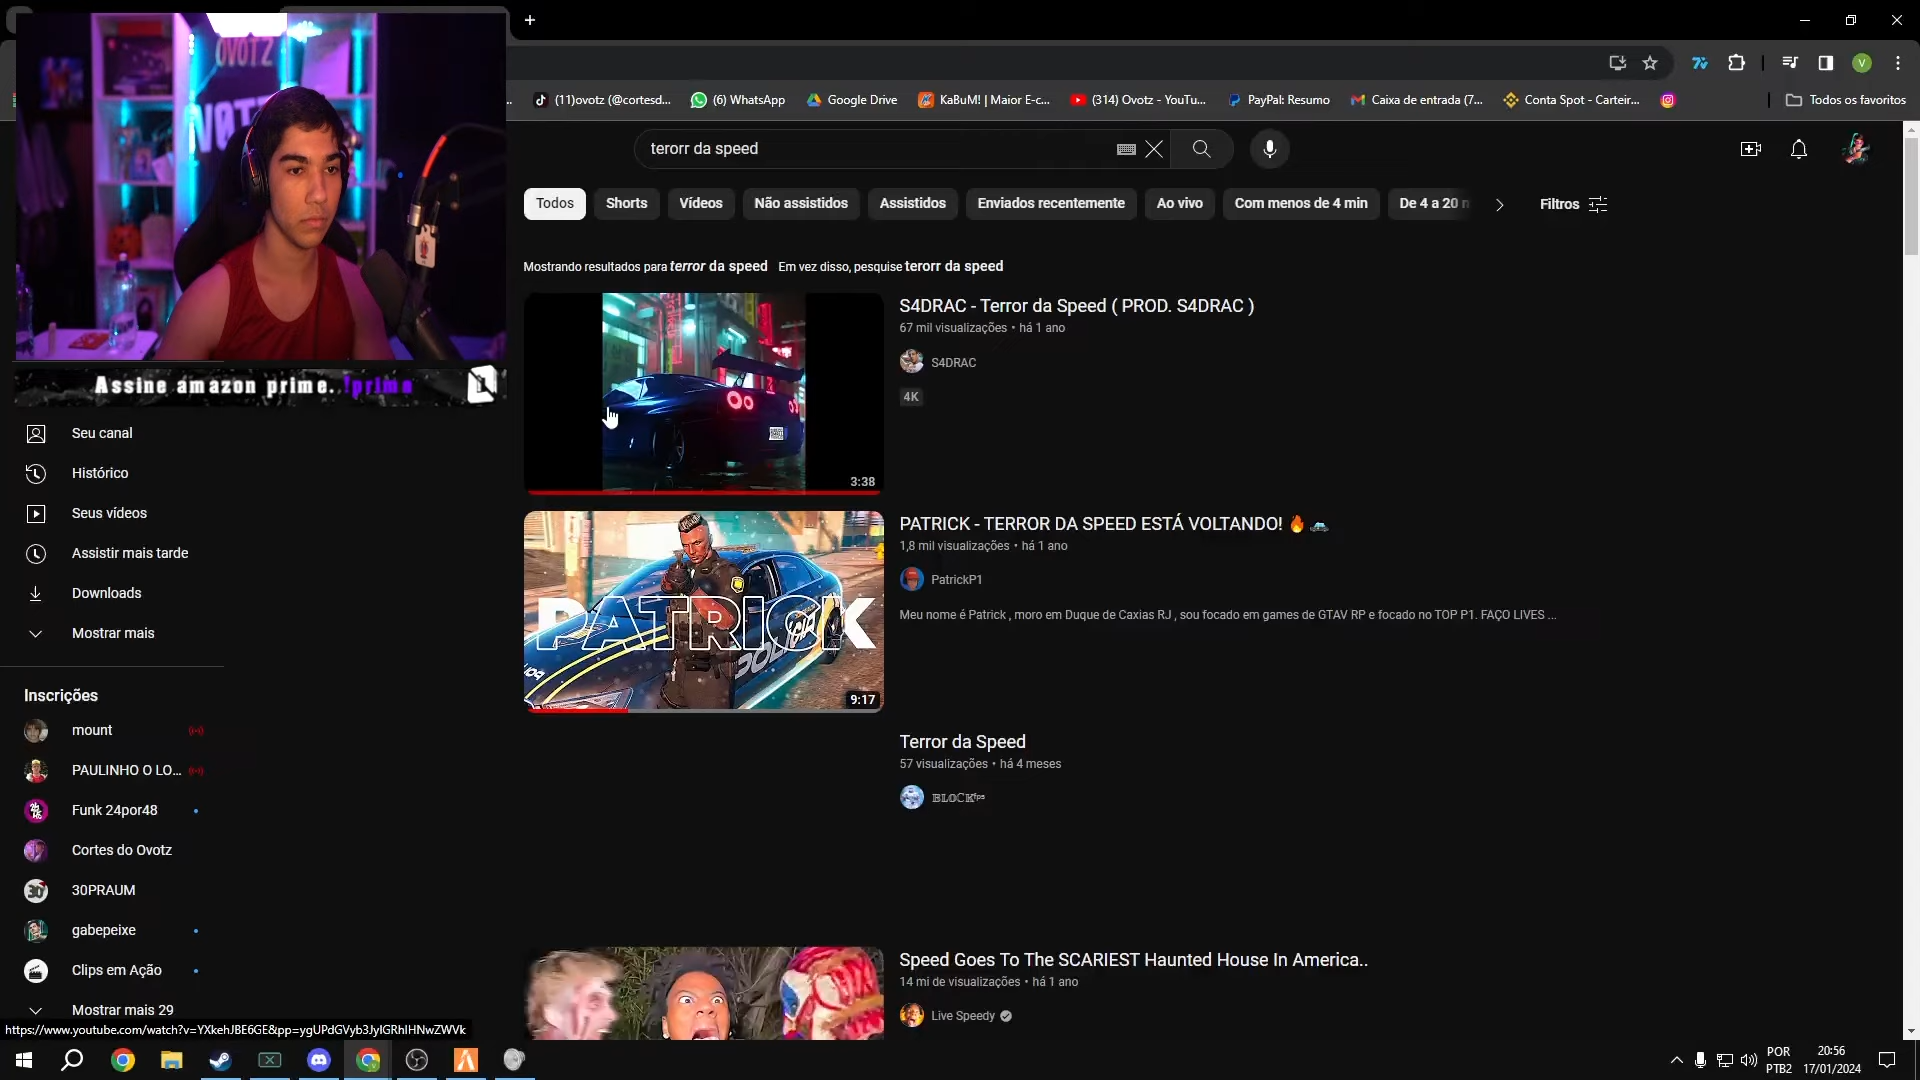 OVOTZ
(11)ovotz (@cortesd...
(6) WhatsApp
Google Drive
KaBuM! | Maior E-c...
(314) Ovotz - YouTu...
PayPal: Resumo
Caixa de entrada (7...
Conta Spot - Carteir...
Todos os favoritos
terorr da speed
Todos
Shorts
Vídeos
Não assistidos
Assistidos
Enviados recentemente
Ao vivo
Com menos de 4 min
De 4 a 20 m
Filtros
Mostrando resultados para terror da speed Em vez disso, pesquise terorr da speed
Assine amazon prime. !prime
Seu canal
Histórico
Seus vídeos
Assistir mais tarde
Downloads
Mostrar mais
Inscrições
mount
PAULINHO O LO...
Funk 24por48
Cortes do Ovotz
30PRAUM
gabepeixe
Clips em Ação
Mostrar mais 29
S4DRAC - Terror da Speed ( PROD. S4DRAC )
67 mil visualizações • há 1 ano
S4DRAC
4K
3:38
PATRICK - TERROR DA SPEED ESTÁ VOLTANDO! 🔥🚓
1,8 mil visualizações • há 1 ano
PatrickP1
Meu nome é Patrick , moro em Duque de Caxias RJ , sou focado em games de GTAV RP e focado no TOP P1. FAÇO LIVES ...
PATRICK
9:17
Terror da Speed
57 visualizações • há 4 meses
𝔹𝕃𝕆ℂ𝕂ᶠᵖˢ
Speed Goes To The SCARIEST Haunted House In America..
14 mi de visualizações • há 1 ano
Live Speedy
https://www.youtube.com/watch?v=YXkehJBE6GE&pp=ygUPdGVyb3JyIGRhIHNwZWVk
POR
PTB2
20:56
17/01/2024